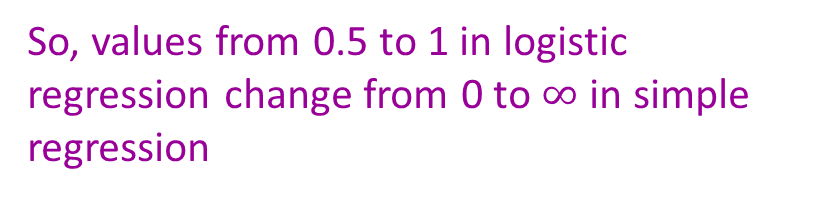 So, values from 0.5 to 1 in logistic
regression change from 0 to ∞ in simple
regression